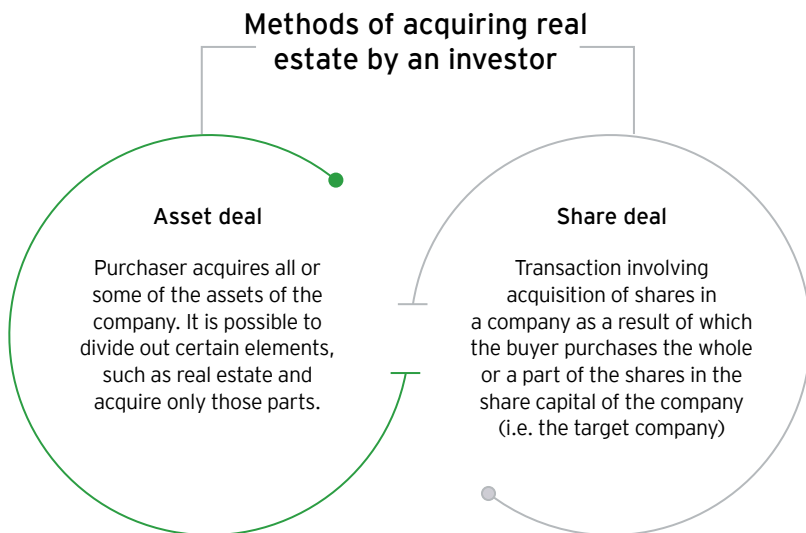 Methods of acquiring real
estate by an investor
Asset deal
Purchaser acquires all or
some of the assets of the
company. It is possible to
divide out certain elements,
such as real estate and
acquire only those parts.
Share deal
Transaction involving
acquisition of shares in
a company as a result of which
the buyer purchases the whole
or a part of the shares in the
share capital of the company
(i.e. the target company)